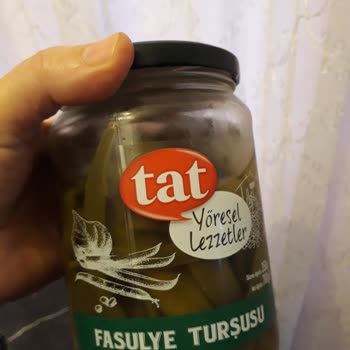 tat
Yöresel
Lezzetler
FASULYE TURŞUSU